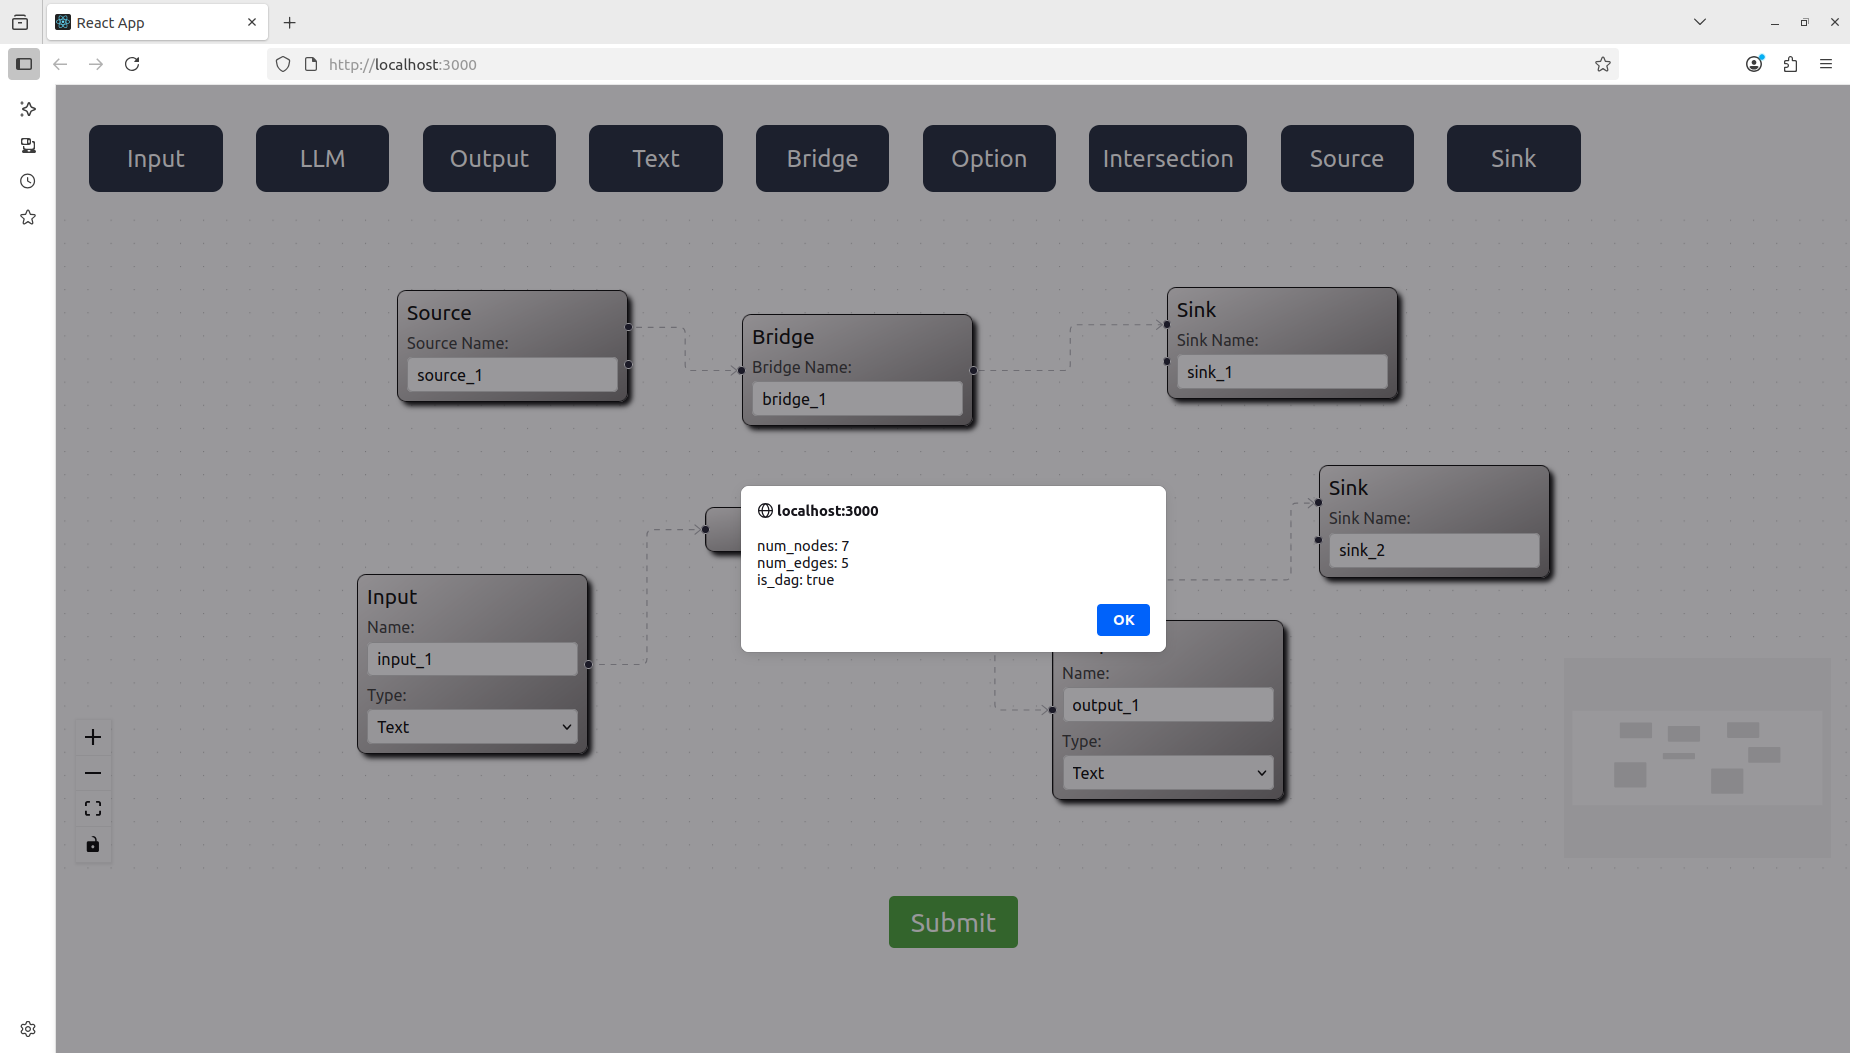 React App
http://localhost:3000
Input LLM Output Text Bridge Option Intersection Source Sink
Source
Source Name:
source_1
Bridge
Bridge Name:
bridge_1
Sink
Sink Name:
sink_1
Sink
Sink Name:
sink_2
localhost:3000
num_nodes: 7
num_edges: 5
is_dag: true
OK
Input
Name:
input_1
Type:
Text
Name:
output_1
Type:
Text
Submit